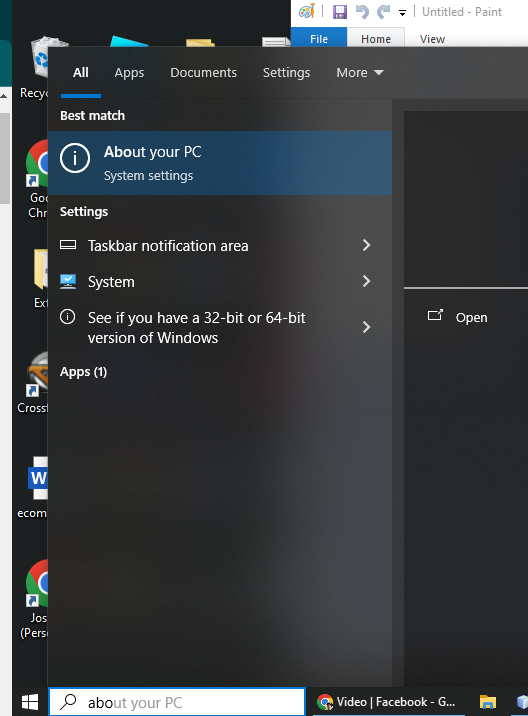 Untitled - Paint
File Home View
All Apps Documents Settings More
Recyc
Best match
About your PC
System settings
Goo
Chr
Settings
Taskbar notification area
System
Ext
See if you have a 32-bit or 64-bit
version of Windows
Open
Apps (1)
Crossf
W
ecom
Jos
(Perso
about your PC
Video | Facebook - G...